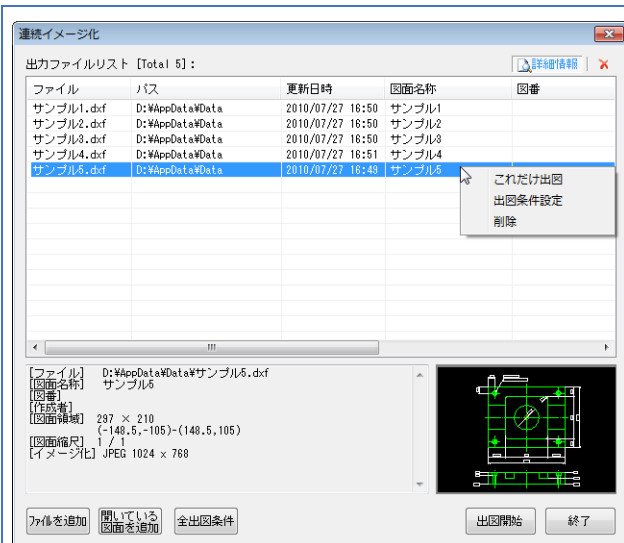 連続イメージ化
出力ファイルリスト [Total 5]:
詳細情報
ファイル パス 更新日時 図面名称 図番
サンプル1.dxf D:¥AppData¥Data 2010/07/27 16:50 サンプル1
サンプル2.dxf D:¥AppData¥Data 2010/07/27 16:50 サンプル2
サンプル3.dxf D:¥AppData¥Data 2010/07/27 16:50 サンプル3
サンプル4.dxf D:¥AppData¥Data 2010/07/27 16:51 サンプル4
サンプル5.dxf D:¥AppData¥Data 2010/07/27 16:49 サンプル5
これだけ出図
出図条件設定
削除
[ファイル] D:¥AppData¥Data¥サンプル5.dxf
[図面名称] サンプル5
[図番]
[作成者]
[図面領域] 297 × 210
(-148.5,-105)-(148.5,105)
[図面縮尺] 1 / 1
[イメージ化] JPEG 1024 × 768
ファイルを追加
開いている
図面を追加
全出図条件
出図開始
終了